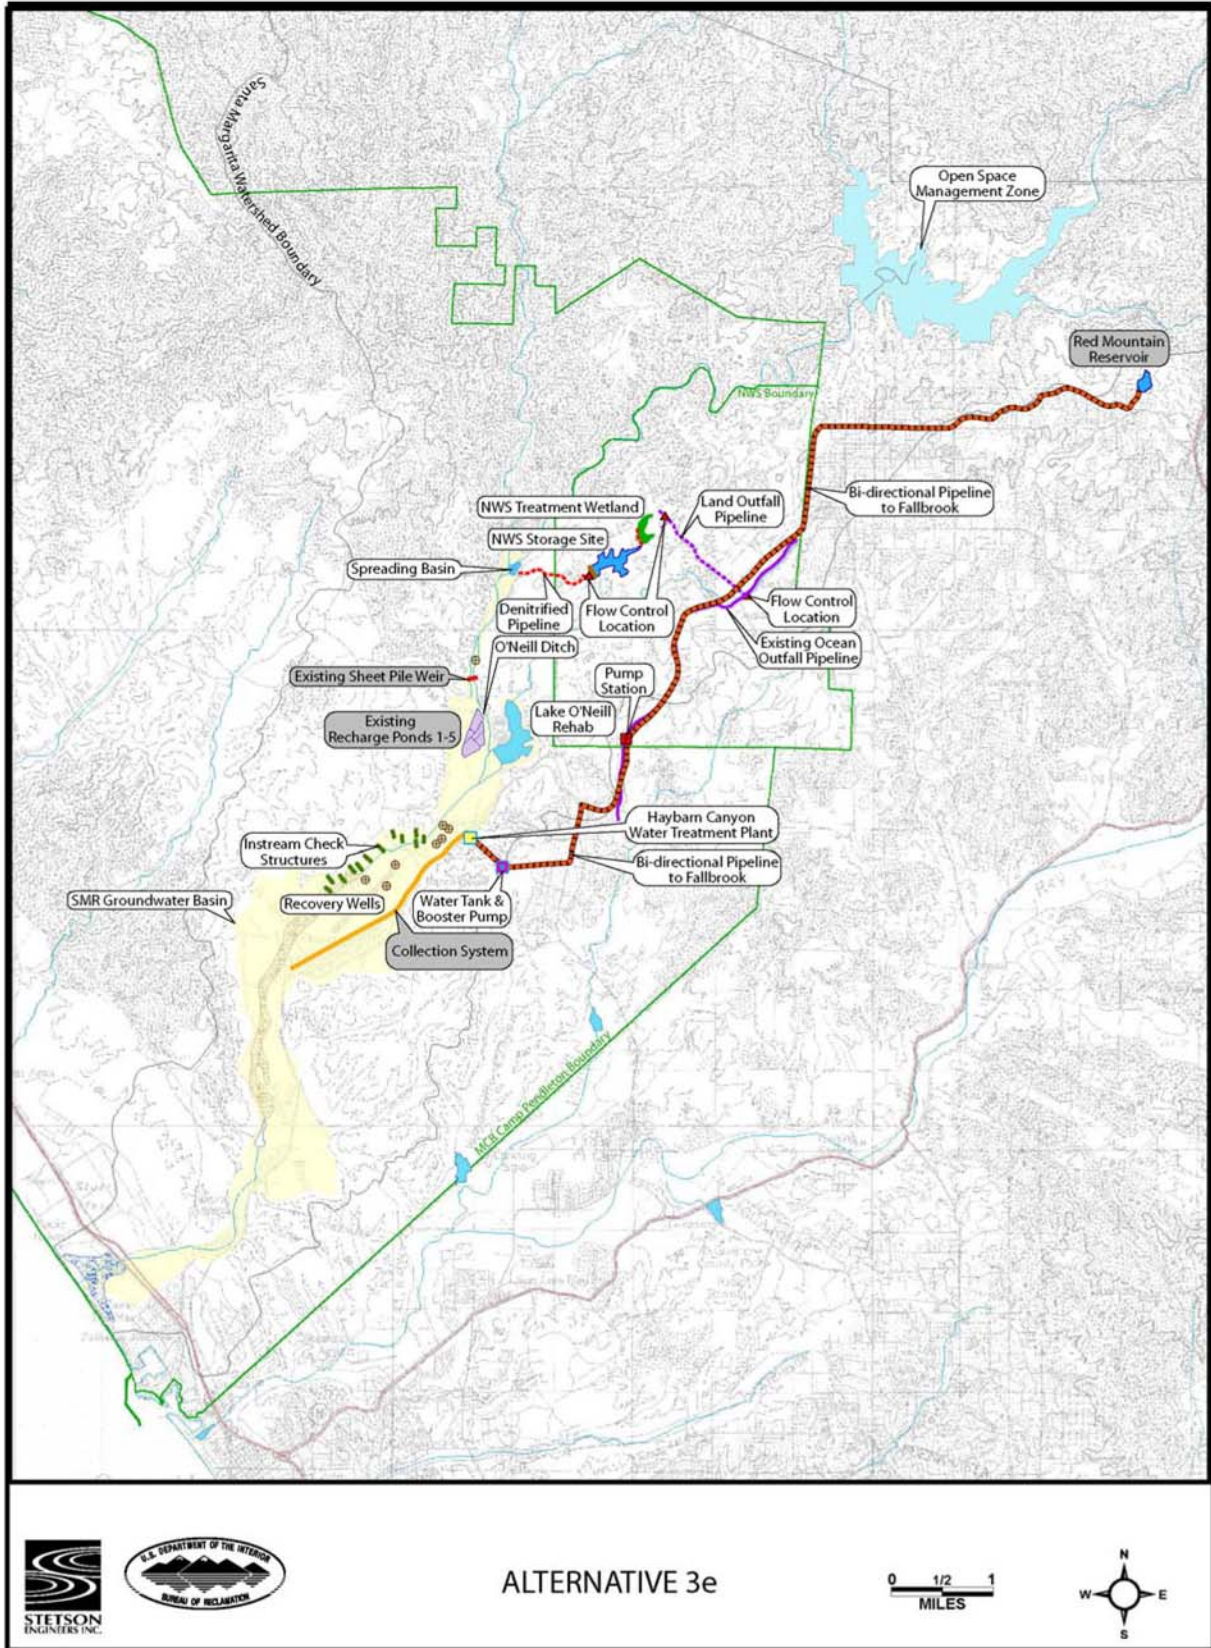 Santa Margarita Watershed Boundary
Open Space
Management Zone
Red Mountain
Reservoir
NWS Boundary
Bi-directional Pipeline
to Fallbrook
NWS Treatment Wetland
Land Outfall
Pipeline
NWS Storage Site
Spreading Basin
Denitrified
Pipeline
Flow Control
Location
Flow Control
Location
O'Neill Ditch
Existing Ocean
Outfall Pipeline
Existing Sheet Pile Weir
Pump
Station
Existing
Recharge Ponds 1-5
Lake O'Neill
Rehab
Haybarn Canyon
Water Treatment Plant
Instream Check
Structures
Bi-directional Pipeline
to Fallbrook
SMR Groundwater Basin
Recovery Wells
Water Tank &
Booster Pump
Collection System
MCB Camp Pendleton Boundary
STETSON
ENGINEERS INC.
U.S. DEPARTMENT OF THE INTERIOR
BUREAU OF RECLAMATION
ALTERNATIVE 3e
0 1/2 1
MILES
N
W E
S